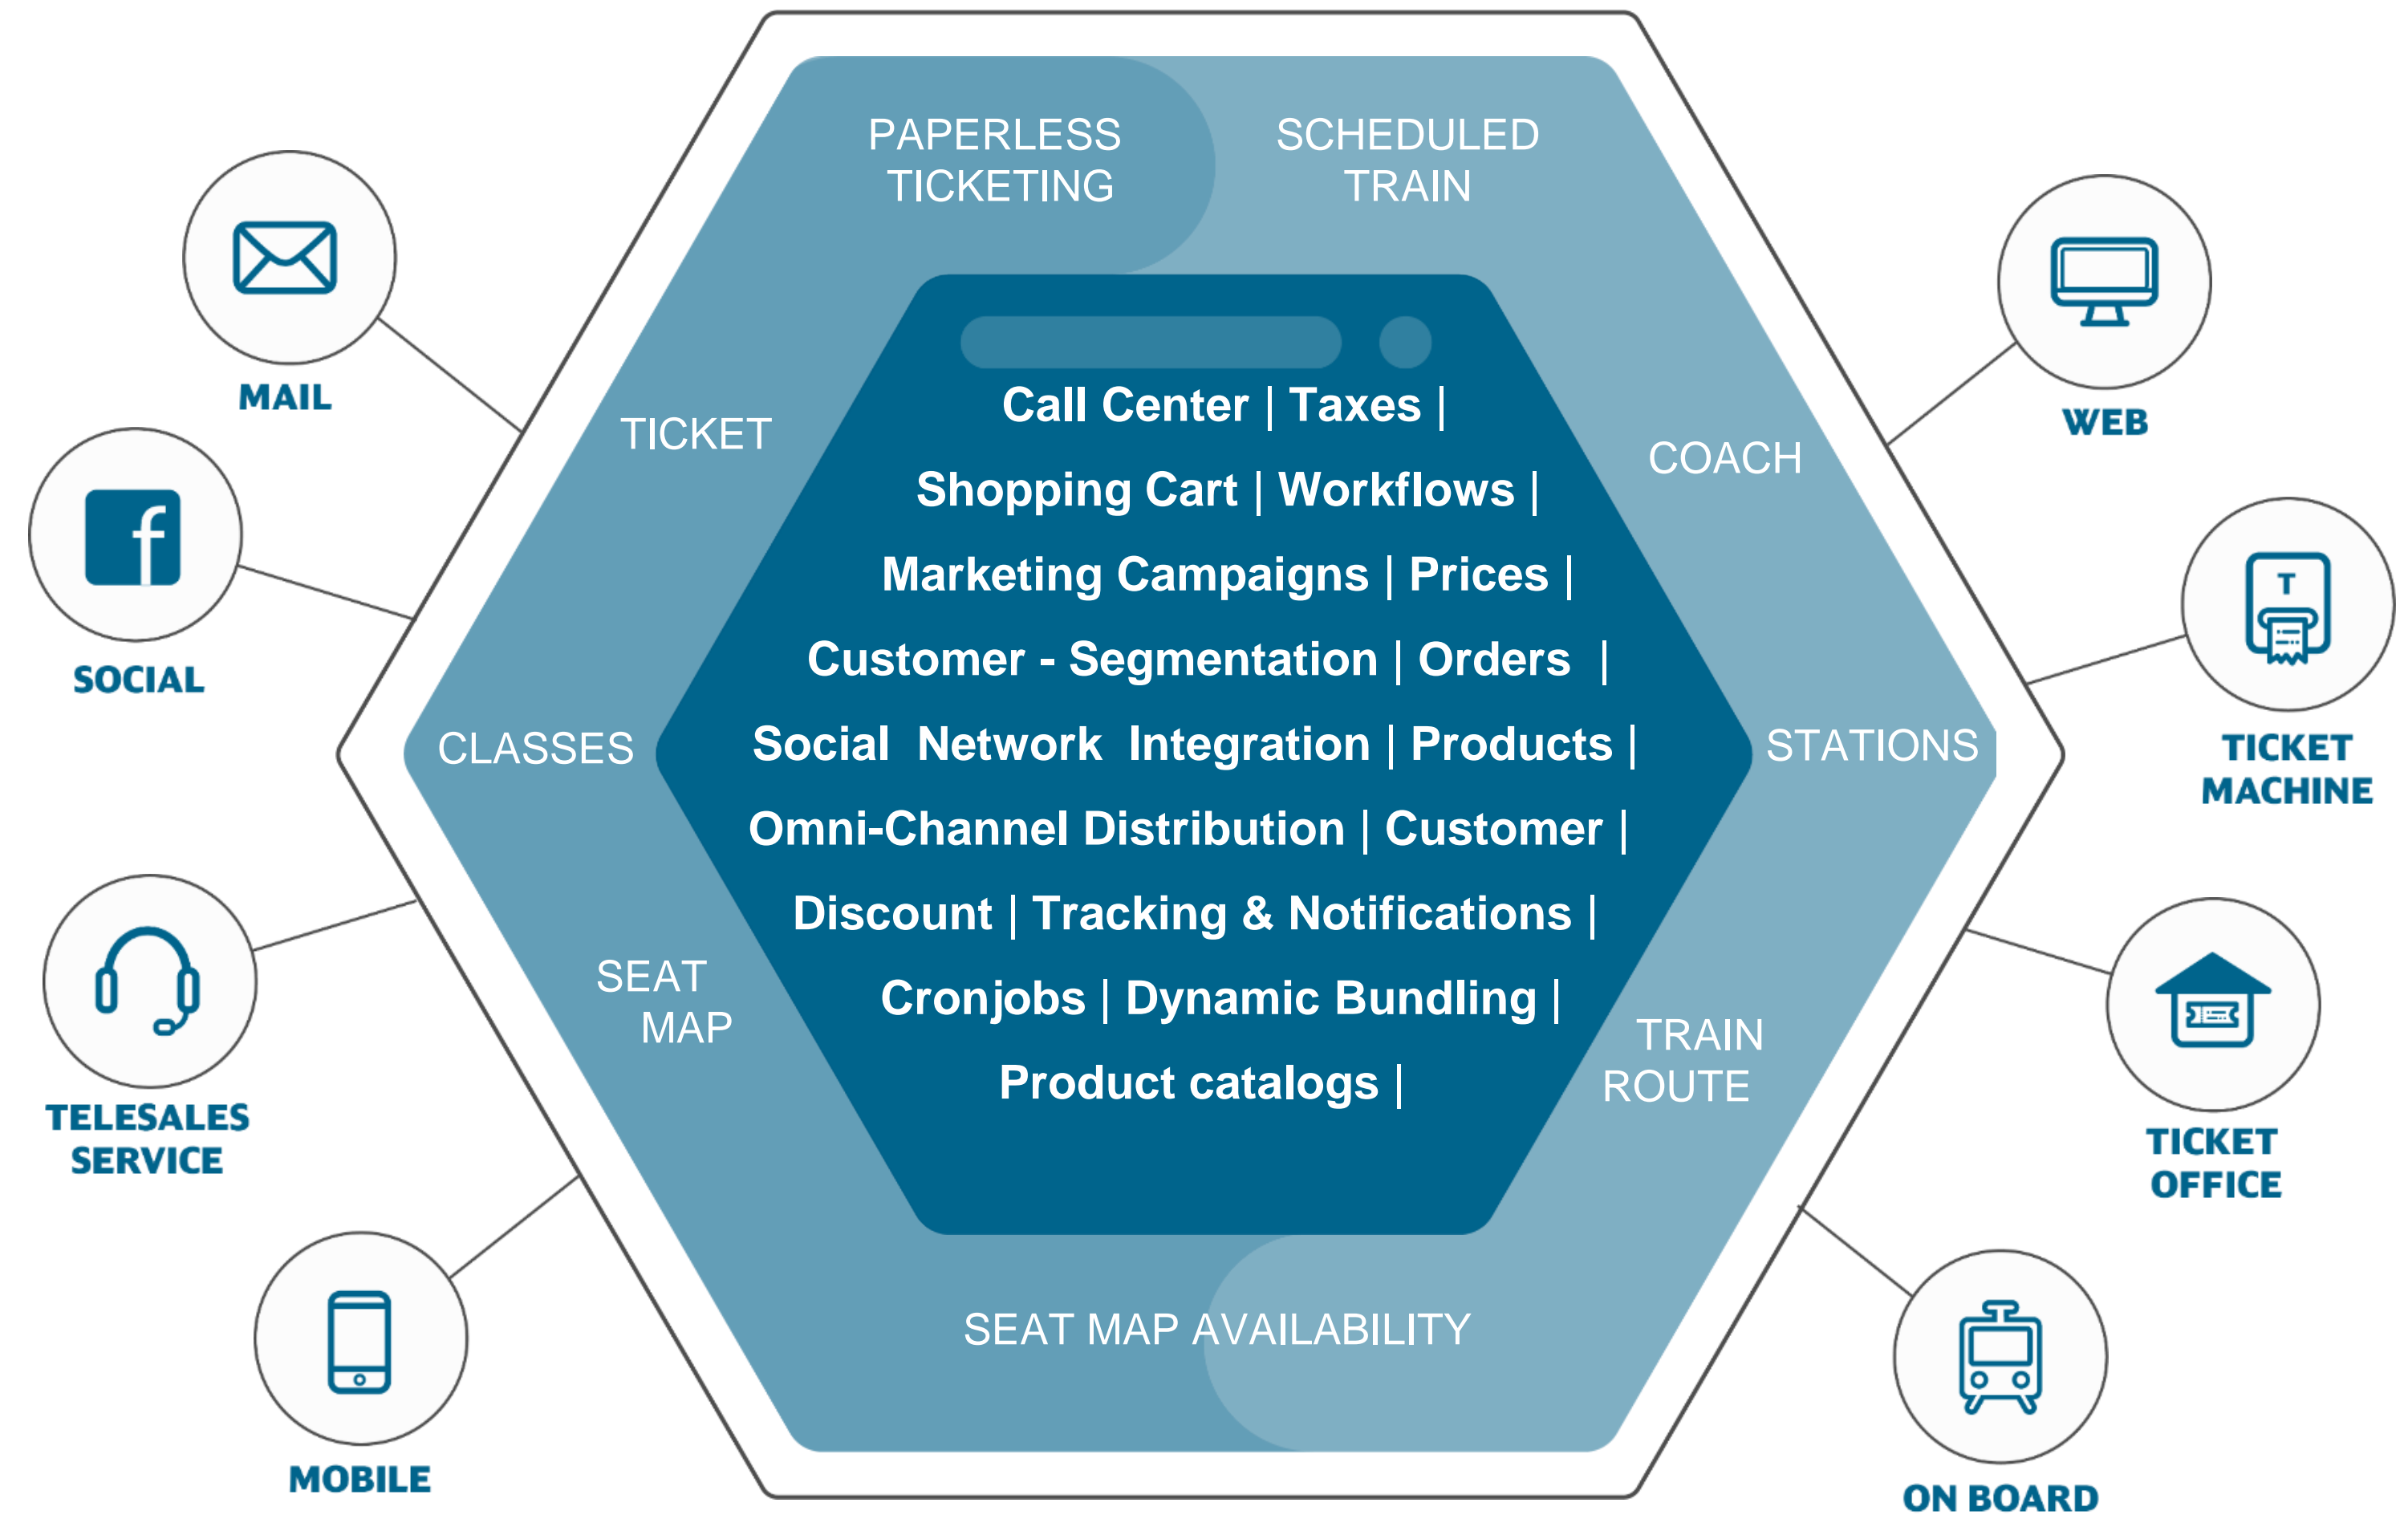 PAPERLESS
TICKETING
SCHEDULED
TRAIN
MAIL
WEB
TICKET
COACH
Call Center | Taxes |
Shopping Cart | Workflows |
Marketing Campaigns | Prices |
Customer - Segmentation | Orders |
Social Network Integration | Products |
Omni-Channel Distribution | Customer |
Discount | Tracking & Notifications |
Cronjobs | Dynamic Bundling |
Product catalogs |
f
SOCIAL
T
TICKET
MACHINE
CLASSES
STATIONS
SEAT
MAP
TRAIN
ROUTE
TELESALES
SERVICE
TICKET
OFFICE
SEAT MAP AVAILABILITY
MOBILE
ON BOARD